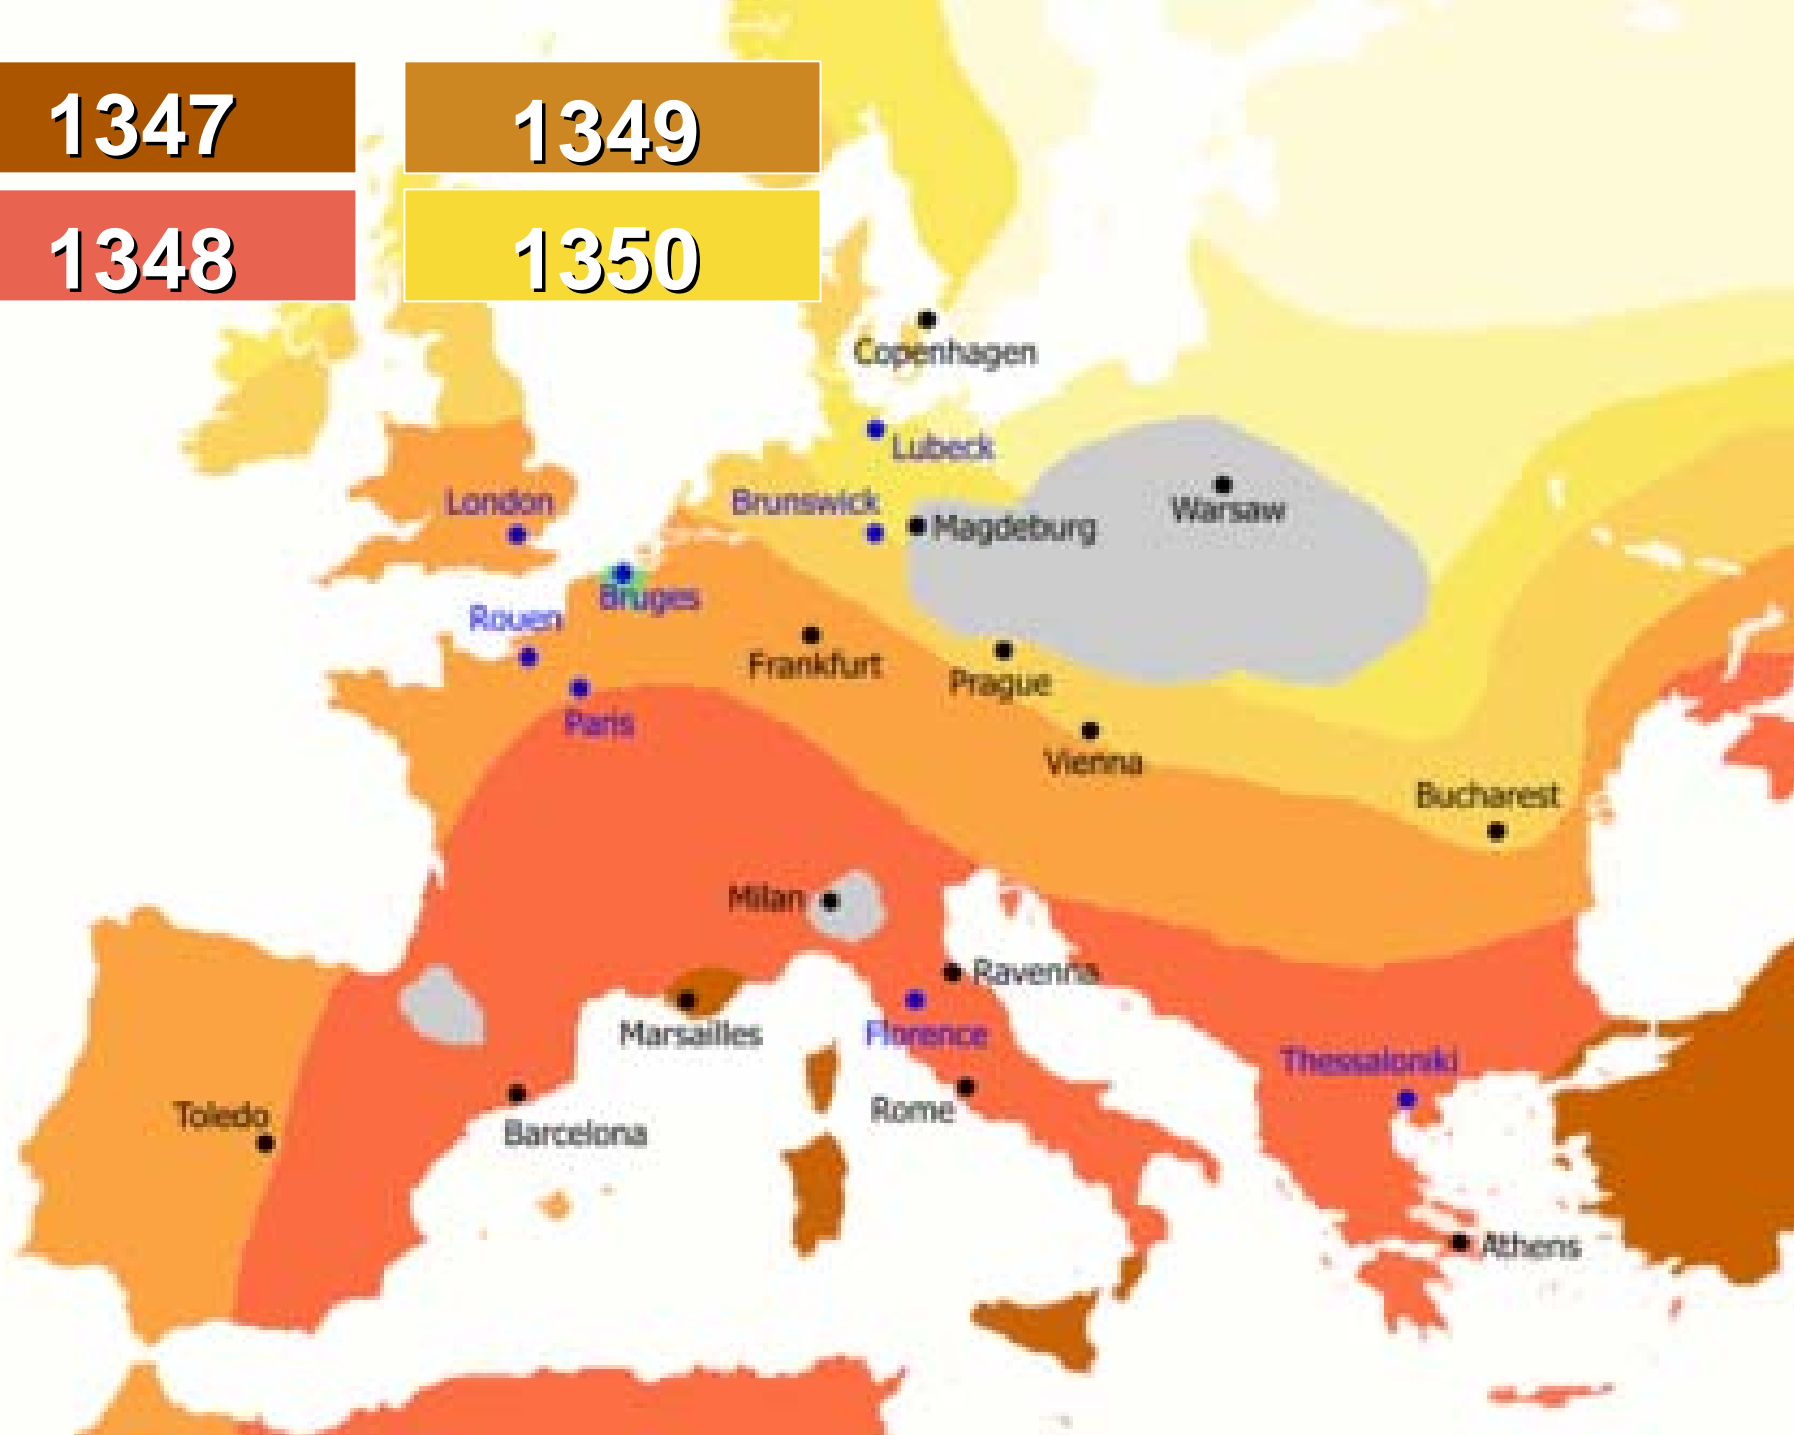 1347
1349
1348
1350
Copenhagen
Lubeck
London
Brunswick
Magdeburg
Warsaw
Bruges
Rouen
Frankfurt
Prague
Paris
Vienna
Bucharest
Milan
Ravenna
Marsailles
Florence
Thessaloniki
Toledo
Barcelona
Rome
Athens